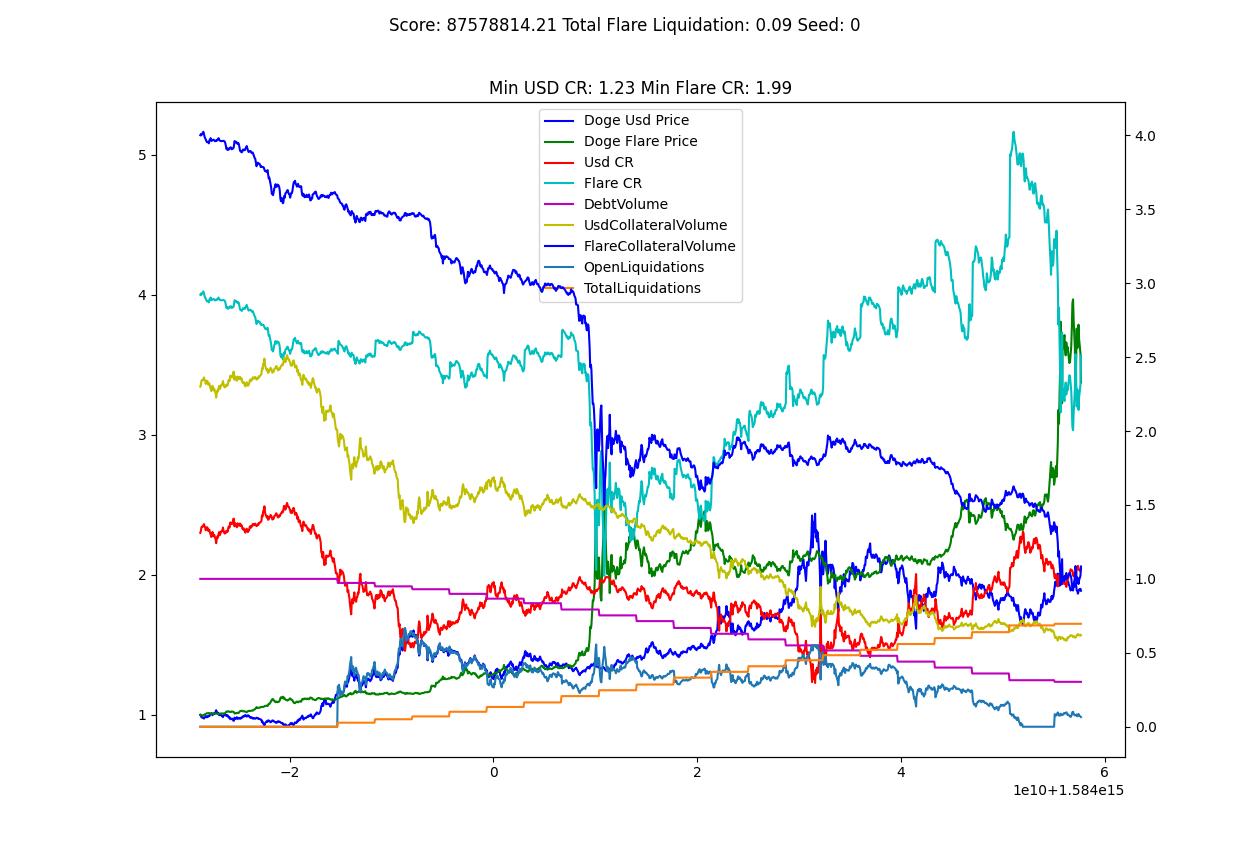 Score: 87578814.21 Total Flare Liquidation: 0.09 Seed: 0
Min USD CR: 1.23 Min Flare CR: 1.99
Doge Usd Price
Doge Flare Price
Usd CR
Flare CR
DebtVolume
UsdCollateralVolume
FlareCollateralVolume
OpenLiquidations
TotalLiquidations
5
4
3
2
1
4.0
3.5
3.0
2.5
2.0
1.5
1.0
0.5
0.0
−2
0
2
4
6
1e10+1.584e15